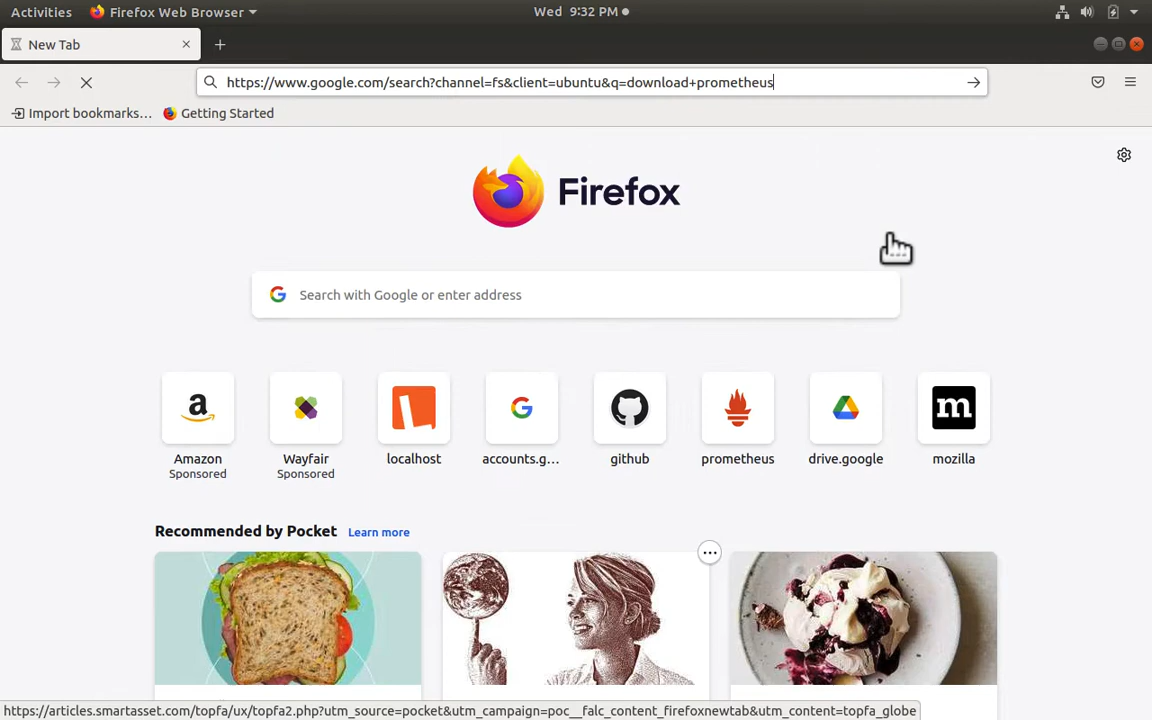 Activities Firefox Web Browser Wed 9:32 PM
New Tab
https://www.google.com/search?channel=fs&client=ubuntu&q=download+prometheus
Import bookmarks... Getting Started
Firefox
Search with Google or enter address
a
m
Amazon Wayfair localhost accounts.g... github prometheus drive.google mozilla
Sponsored Sponsored
Recommended by Pocket Learn more
https://articles.smartasset.com/topfa/ux/topfa2.php?utm_source=pocket&utm_campaign=poc__falc_content_firefoxnewtab&utm_content=topfa_globe